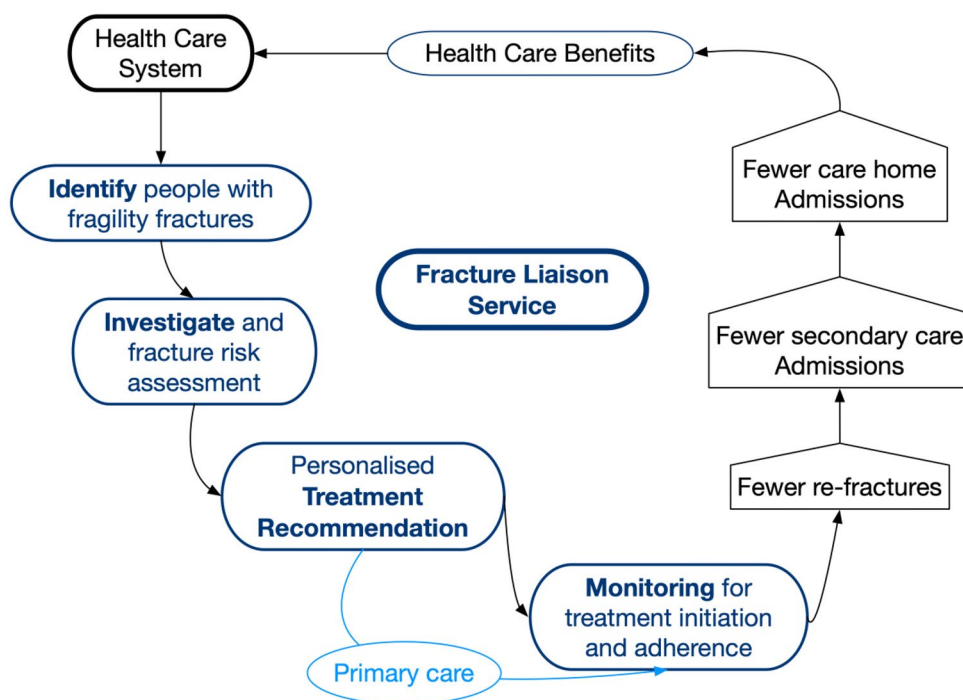 Health Care
System
Health Care Benefits
Identify people with
fragility fractures
Fracture Liaison
Service
Investigate and
fracture risk
assessment
Personalised
Treatment
Recommendation
Primary care
Monitoring for
treatment initiation
and adherence
Fewer re-fractures
Fewer secondary care
Admissions
Fewer care home
Admissions